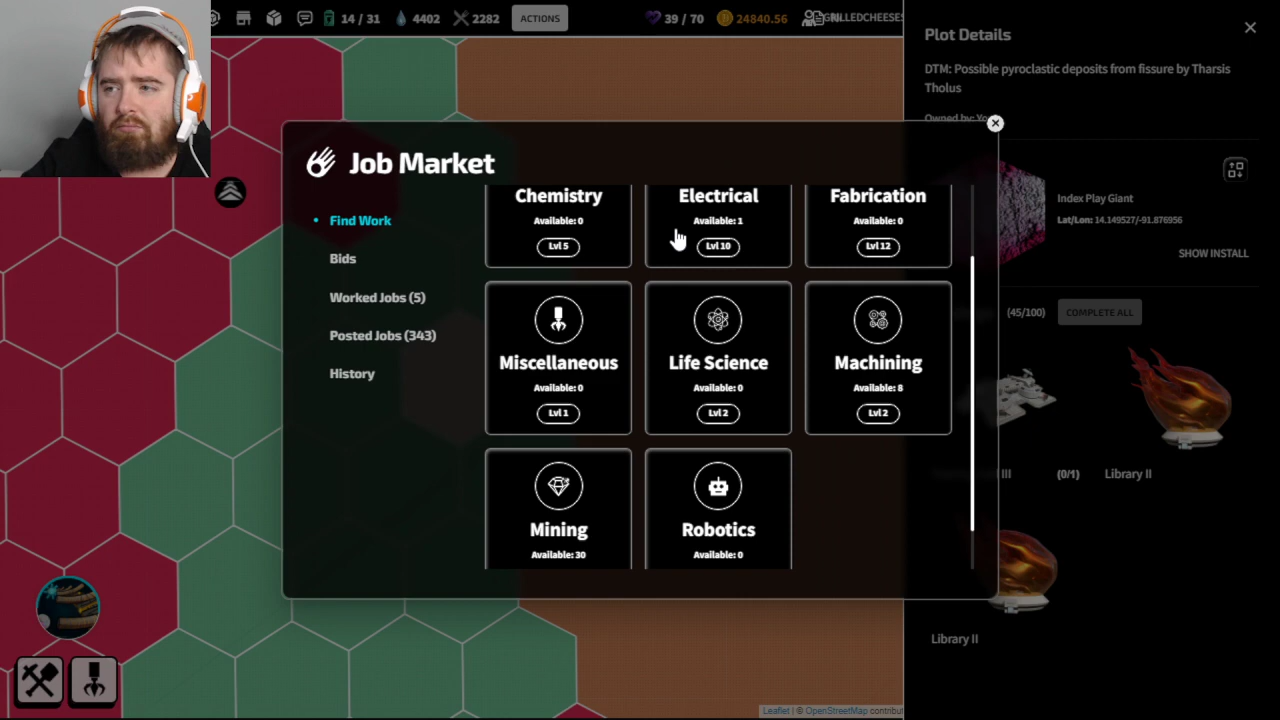 14 / 31
4402
2282
ACTIONS
39 / 70
24840.56
Plot Details
DTM: Possible pyroclastic deposits from fissure by Tharsis
Tholus
Job Market
Find Work
Bids
Worked Jobs (5)
Posted Jobs (343)
History
Chemistry
Available: 0
Lvl 5
Electrical
Available: 1
Lvl 10
Fabrication
Available: 0
Lvl 12
Miscellaneous
Available: 0
Lvl 1
Life Science
Available: 0
Lvl 2
Machining
Available: 8
Lvl 2
Mining
Available: 30
Robotics
Available: 0
Index Play Giant
Lat/Lon: 14.149527/-91.876956
SHOW INSTALL
(45/100)
COMPLETE ALL
III
(0/1)
Library II
Library II
Leaflet | © OpenStreetMap